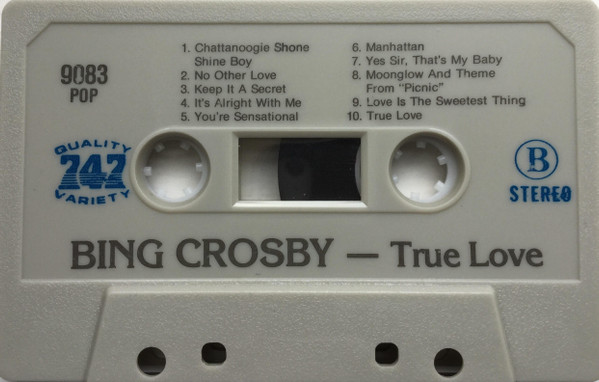 9083
POP
1. Chattanoogie Shone
Shine Boy
2. No Other Love
3. Keep It A Secret
4. It's Alright With Me
5. You're Sensational
6. Manhattan
7. Yes Sir, That's My Baby
8. Moonglow And Theme
From "Picnic"
9. Love Is The Sweetest Thing
10. True Love
QUALITY
747
VARIETY
B
STEREO
BING CROSBY — True Love